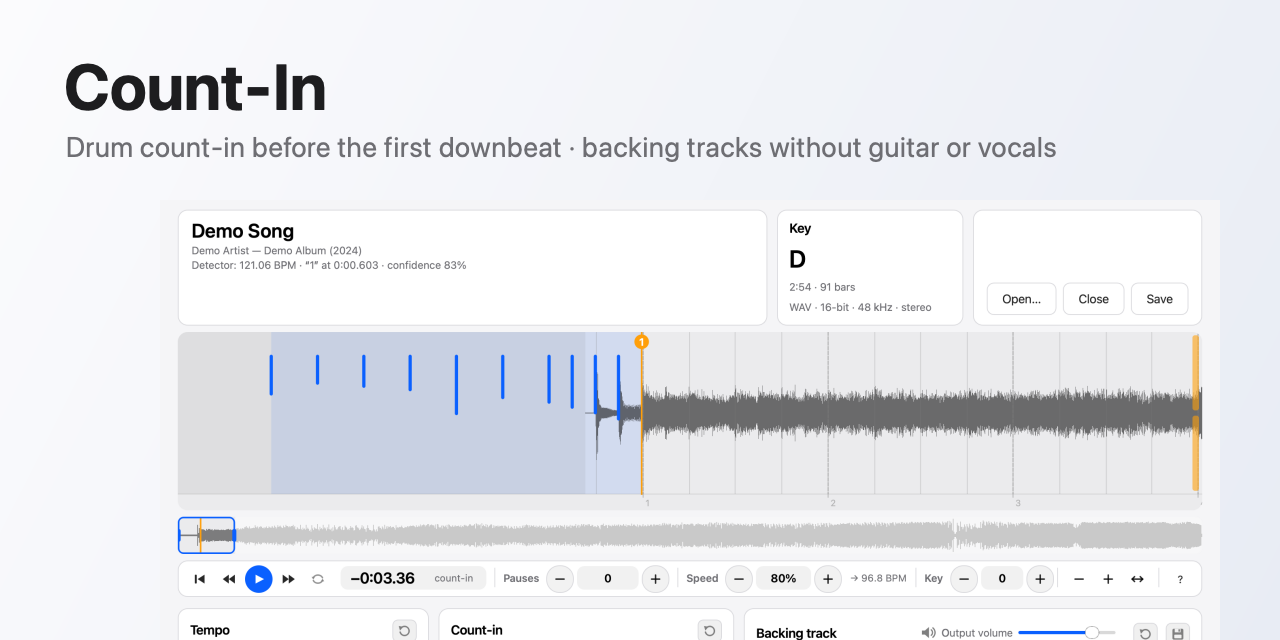 Count-In
Drum count-in before the first downbeat · backing tracks without guitar or vocals
Demo Song
Demo Artist — Demo Album (2024)
Detector: 121.06 BPM · “1” at 0:00.603 · confidence 83%
Key
D
2:54 · 91 bars
WAV · 16-bit · 48 kHz · stereo
Open...
Close
Save
1
1
2
3
−0:03.36
count-in
Pauses
−
0
+
Speed
−
80%
+
→ 96.8 BPM
Key
−
0
+
−
+
↔
?
Tempo
Count-in
Backing track
Output volume